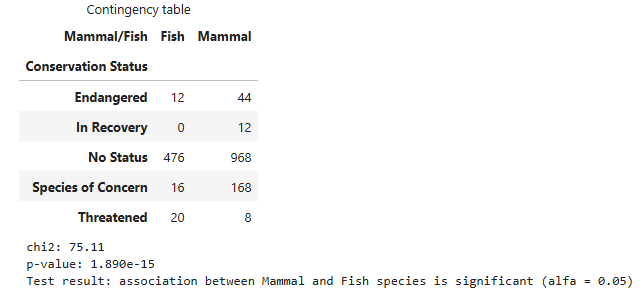 Contingency table
Mammal/Fish Fish Mammal
Conservation Status
Endangered 12 44
In Recovery 0 12
No Status 476 968
Species of Concern 16 168
Threatened 20 8
chi2: 75.11
p-value: 1.890e-15
Test result: association between Mammal and Fish species is significant (alfa = 0.05)